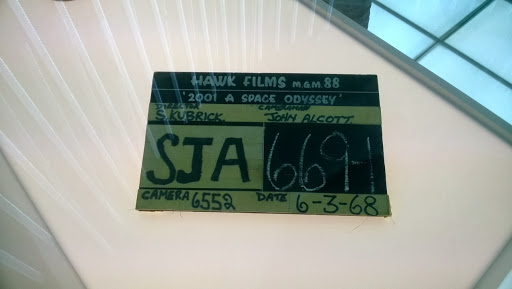 HAWK FILMS M.G.M. 88
'2001 A SPACE ODYSSEY'
DIRECTOR CAMERAMAN
S. KUBRICK JOHN ALCOTT
SJA 669-1
CAMERA 6552 DATE 6-3-68